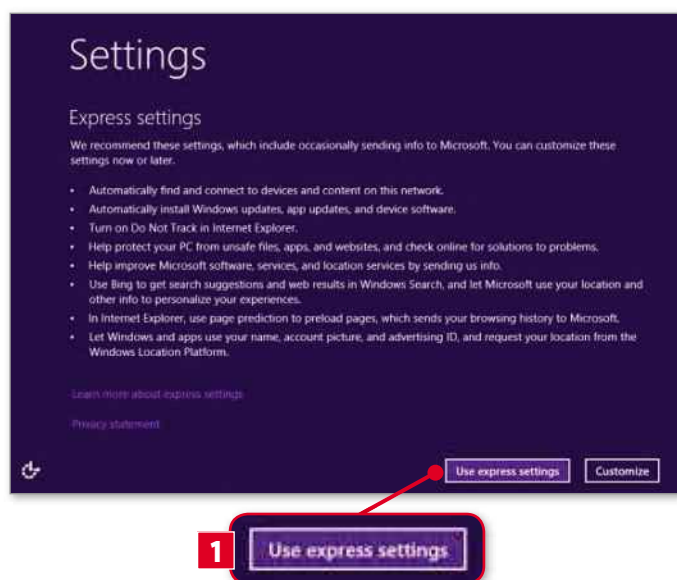 Settings
Express settings
We recommend these settings, which include occasionally sending info to Microsoft. You can customize these
settings now or later.
• Automatically find and connect to devices and content on this network.
• Automatically install Windows updates, app updates, and device software.
• Turn on Do Not Track in Internet Explorer.
• Help protect your PC from unsafe files, apps, and websites, and check online for solutions to problems.
• Help improve Microsoft software, services, and location services by sending us info.
• Use Bing to get search suggestions and web results in Windows Search, and let Microsoft use your location and
other info to personalize your experiences.
• In Internet Explorer, use page prediction to preload pages, which sends your browsing history to Microsoft.
• Let Windows and apps use your name, account picture, and advertising ID, and request your location from the
Windows Location Platform.
Learn more about express settings
Privacy statement
Use express settings
Customize
1
Use express settings